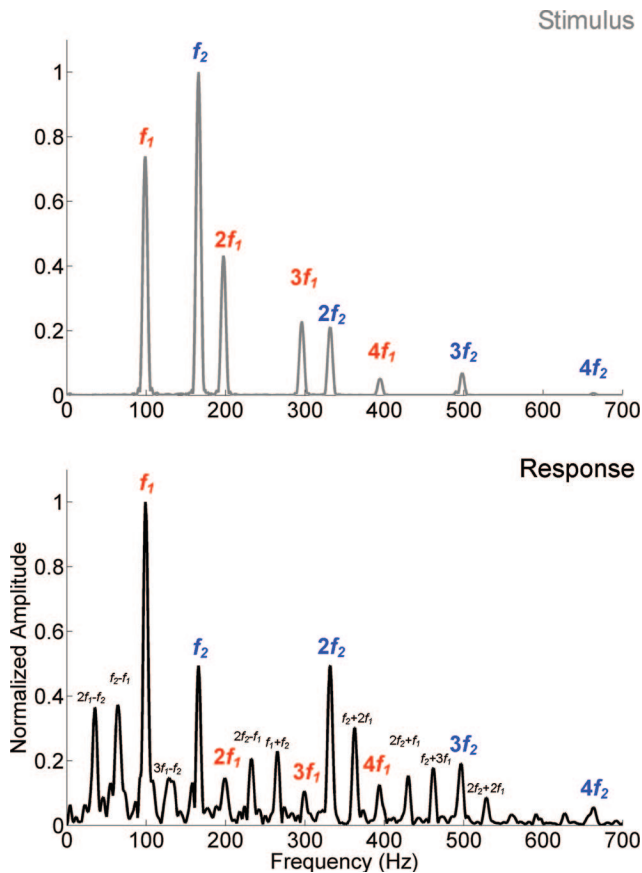 Stimulus
f₂
1
f₁
0.8
0.6
2f₁
0.4
3f₁
2f₂
0.2
4f₁
3f₂
4f₂
0
0 100 200 300 400 500 600 700
Response
f₁
1
Normalized Amplitude
0.8
f₂
2f₂
0.6
f₂-f₁
2f₁-f₂
0.4
f₂+2f₁
2f₂-f₁
f₁+f₂
2f₂+f₁
3f₂
f₂+3f₁
0.2
3f₁-f₂
2f₁
3f₁
4f₁
2f₂+2f₁
4f₂
0
0 100 200 300 400 500 600 700
Frequency (Hz)